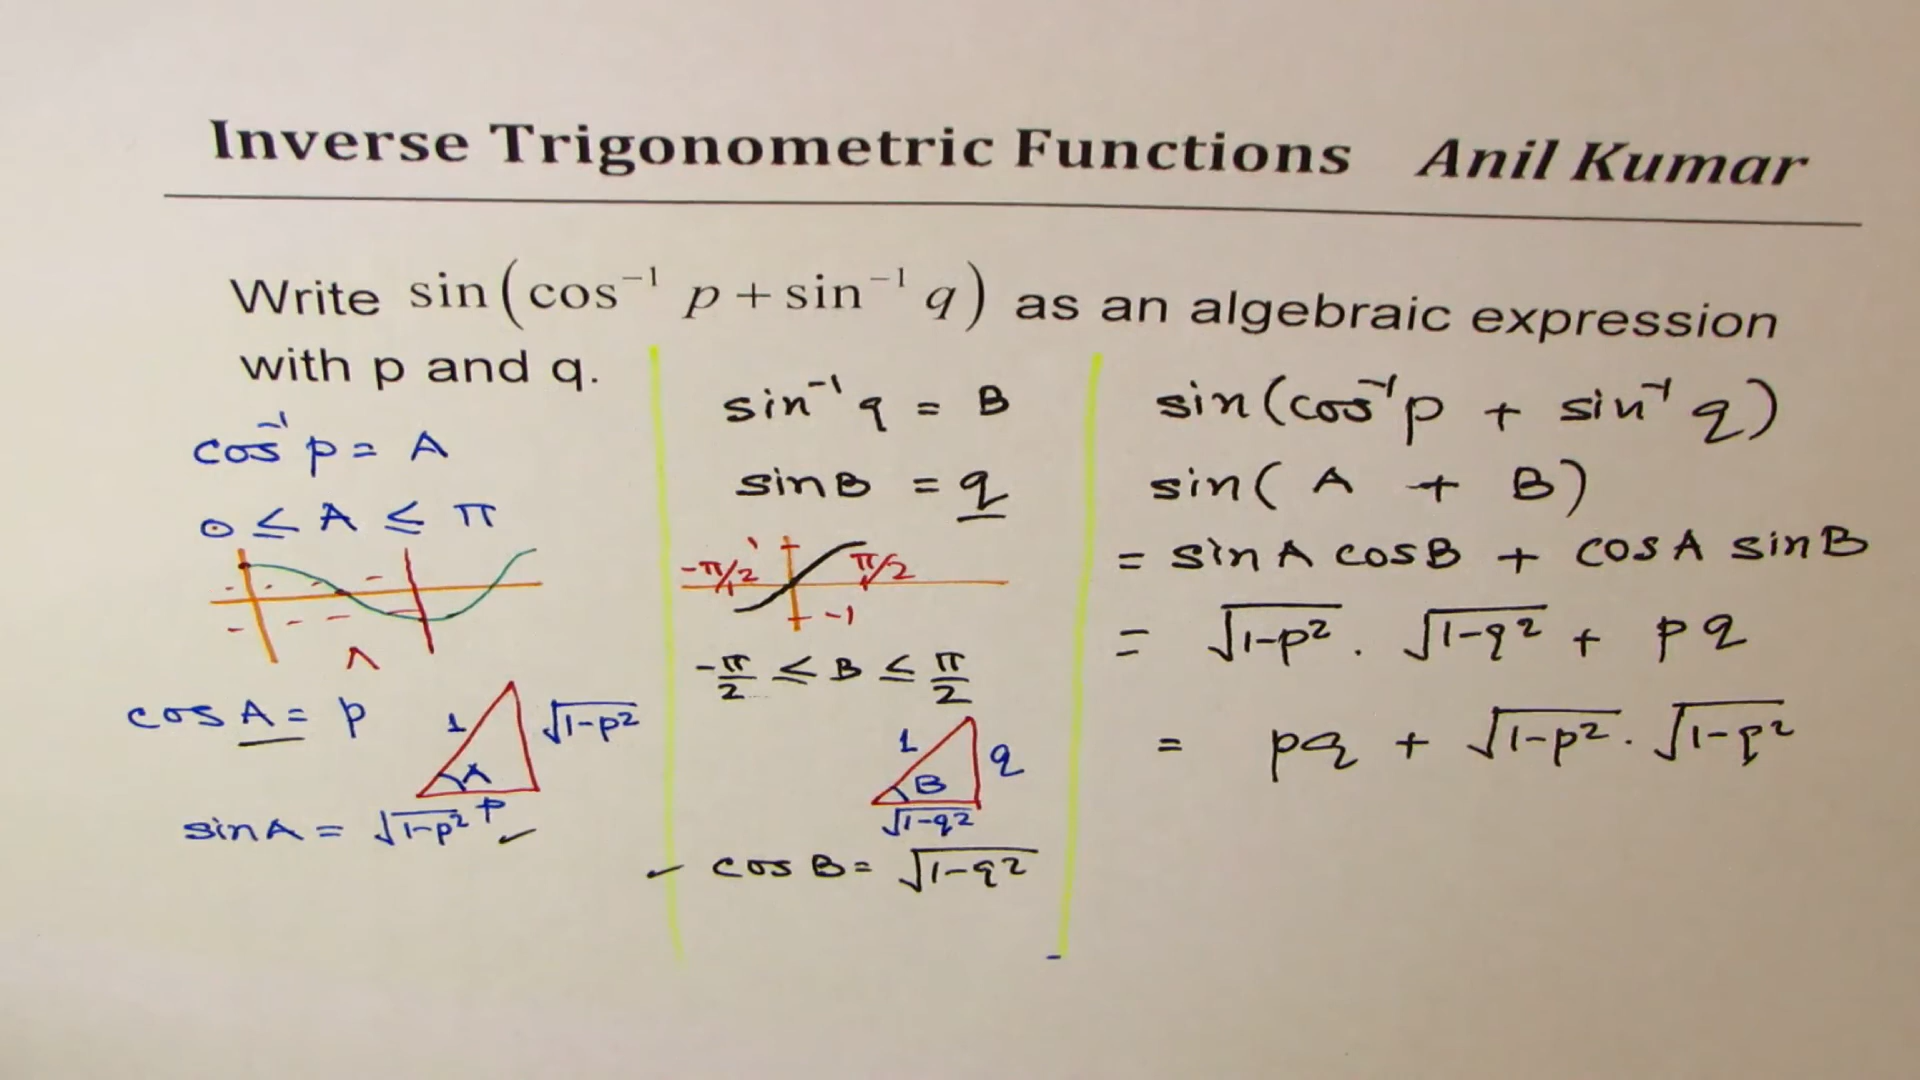 Inverse Trigonometric Functions Anil Kumar
Write sin(cos⁻¹ p + sin⁻¹ q) as an algebraic expression
with p and q.
cos⁻¹ p = A
0 ≤ A ≤ π
cos A = p
1
√1-p²
A
p
sin A = √1-p² ✓
sin⁻¹ q = B
sin B = q
-π/2
π/2
-1
-π/2 ≤ B ≤ π/2
1
q
B
√1-q²
✓ cos B = √1-q²
sin(cos⁻¹p + sin⁻¹ q)
sin( A + B)
= sin A cos B + cos A sin B
= √1-p² . √1-q² + pq
= pq + √1-p² . √1-q²